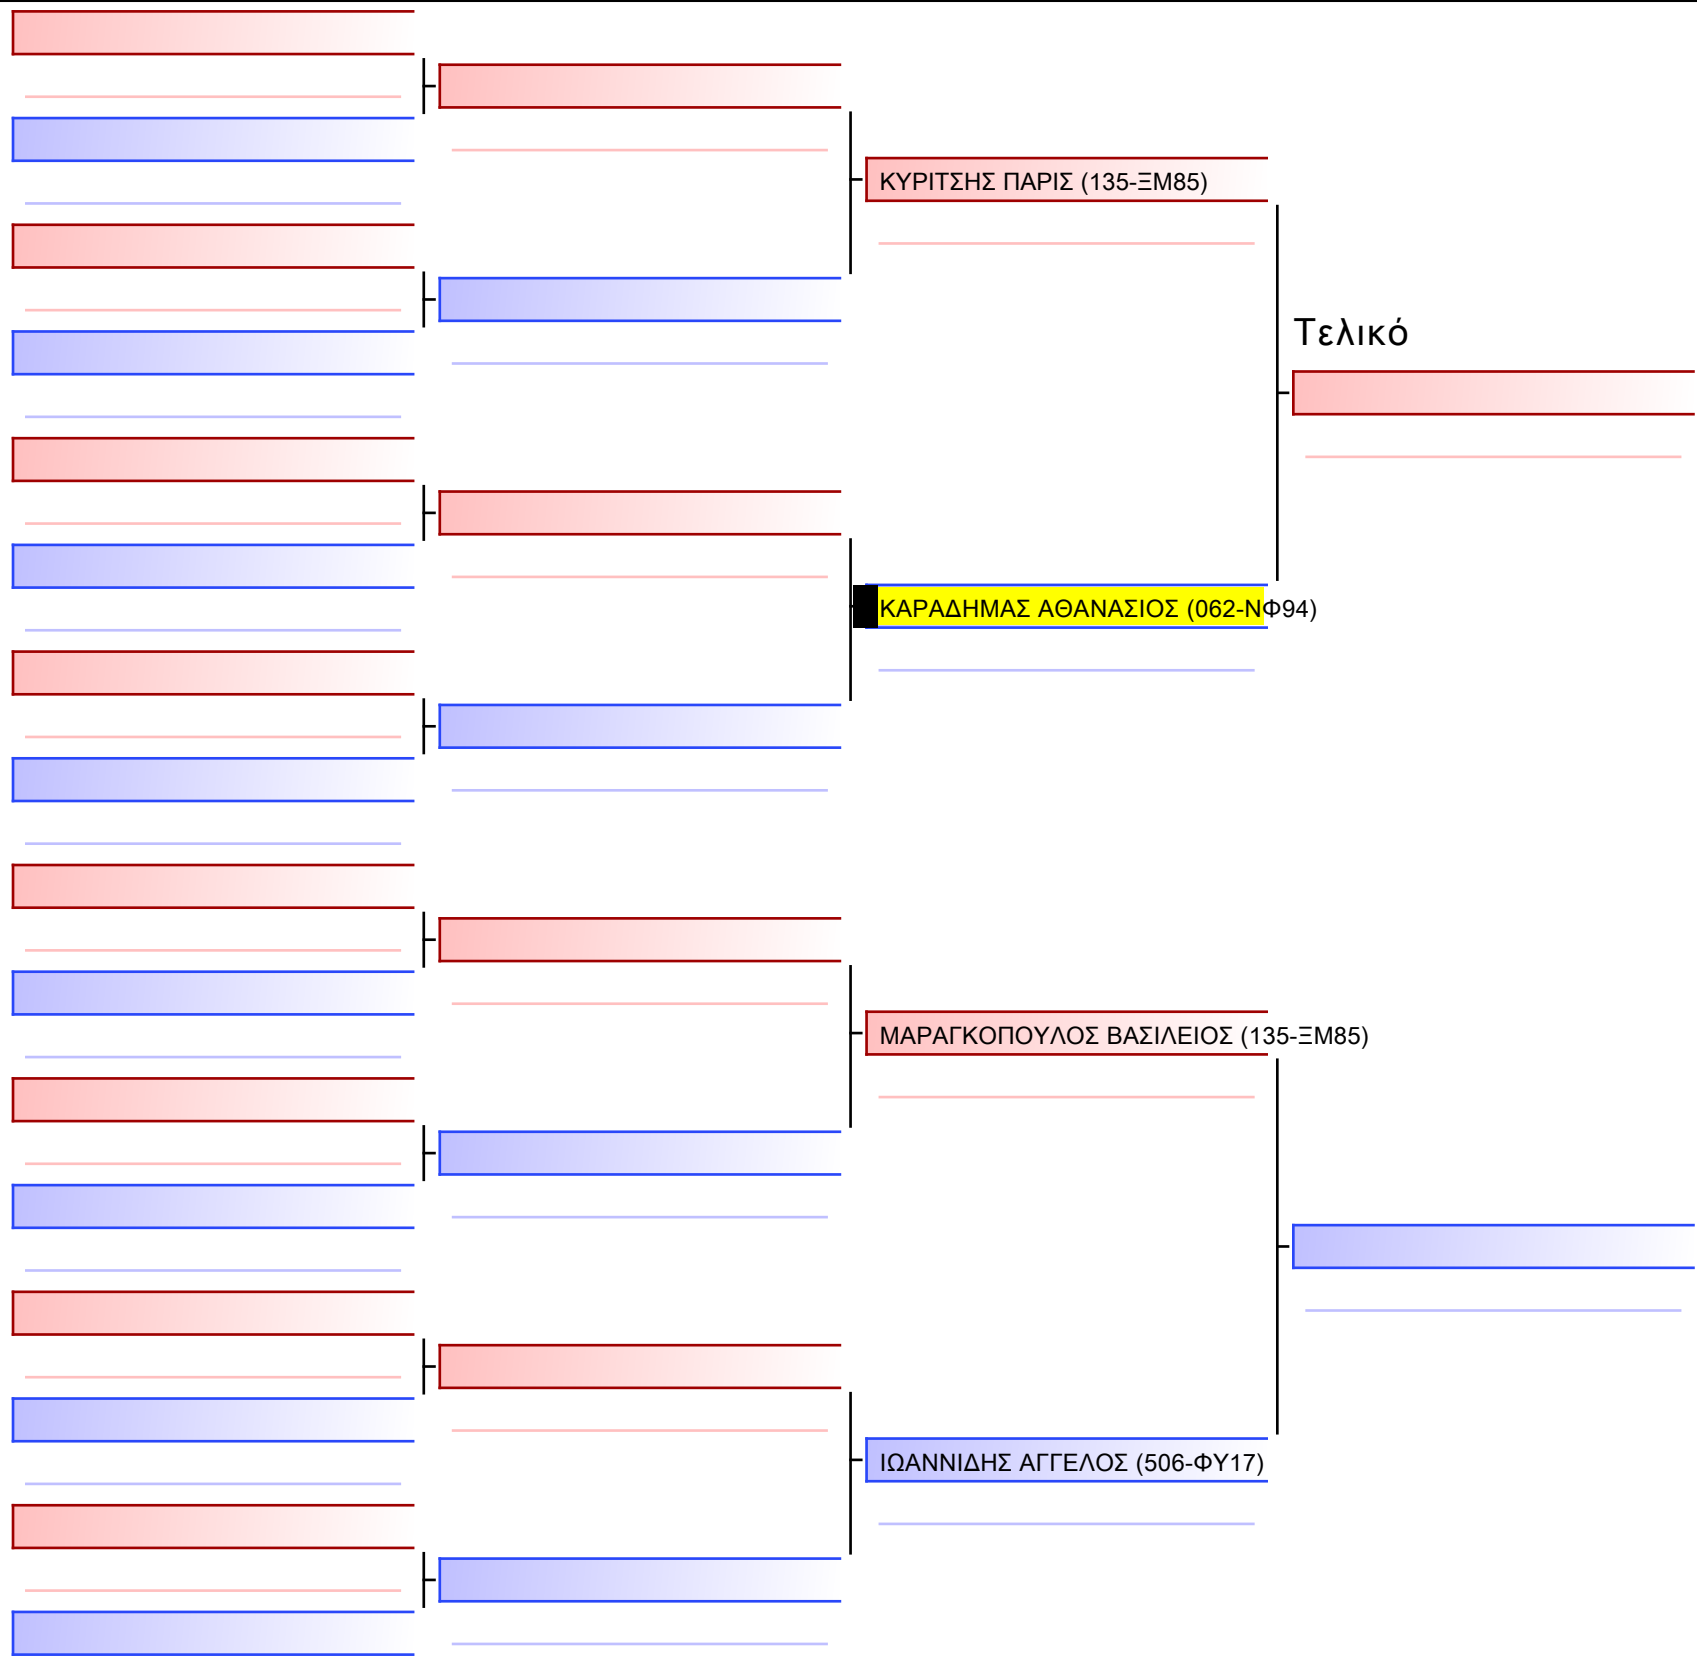 ΚΥΡΙΤΣΗΣ ΠΑΡΙΣ (135-ΞΜ85)
Τελικό
ΚΑΡΑΔΗΜΑΣ ΑΘΑΝΑΣΙΟΣ (062-ΝΦ94)
ΜΑΡΑΓΚΟΠΟΥΛΟΣ ΒΑΣΙΛΕΙΟΣ (135-ΞΜ85)
ΙΩΑΝΝΙΔΗΣ ΑΓΓΕΛΟΣ (506-ΦΥ17)